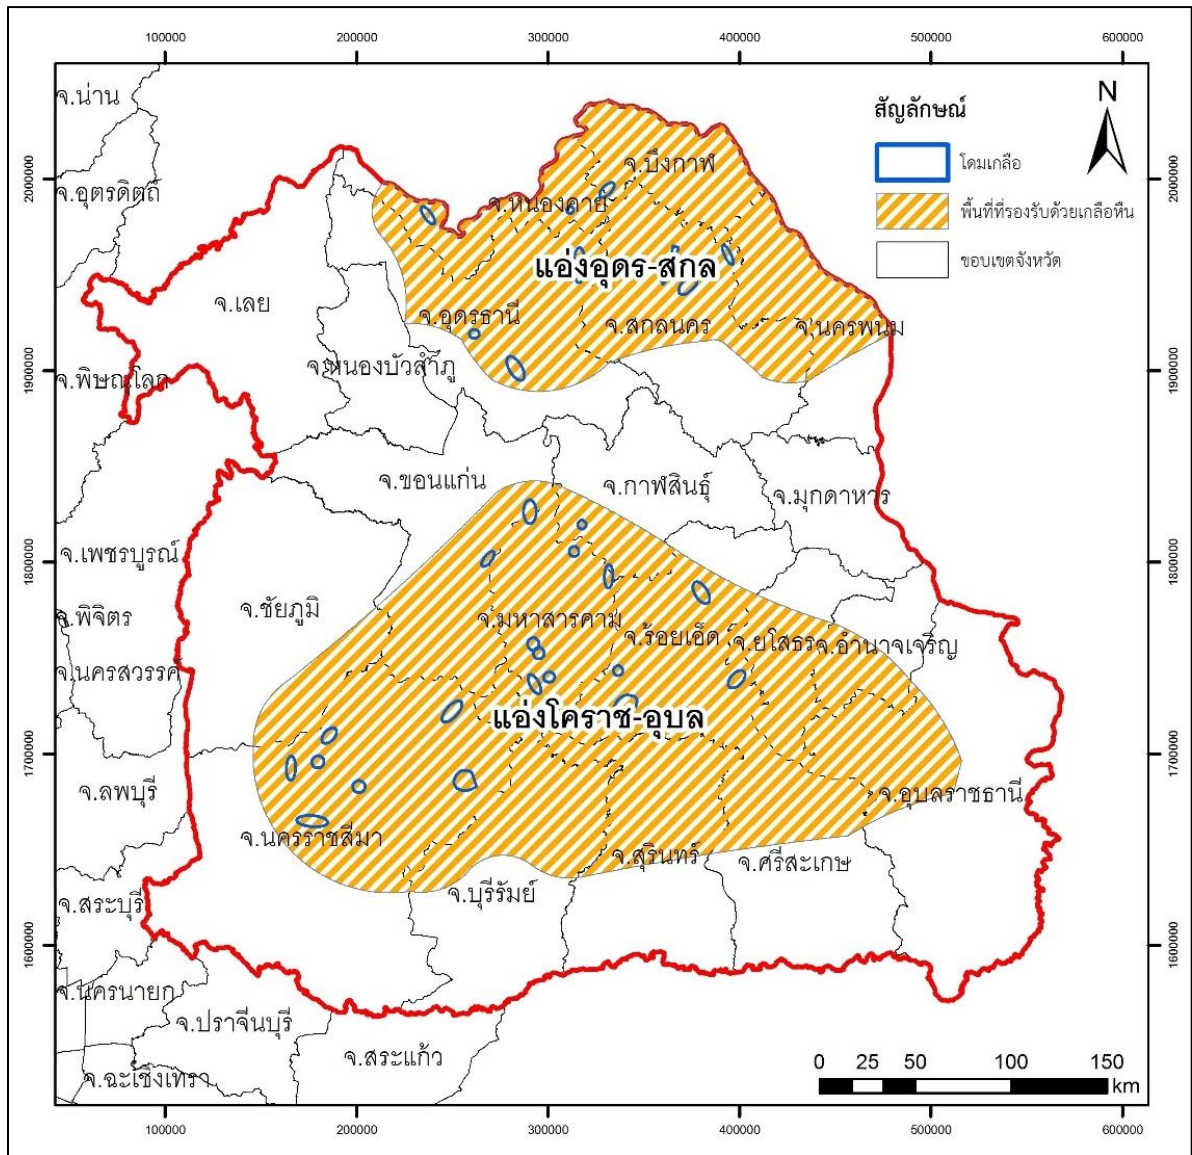 100000 200000 300000 400000 500000 600000
N
สัญลักษณ์
โดมเกลือ
พื้นที่ที่รองรับด้วยเกลือหิน
ขอบเขตจังหวัด
จ.น่าน
จ.บึงกาฬ
2000000 2000000
จ.อุตรดิตถ์
จ.หนองคาย
แอ่งอุดร-สกล
จ.เลย
จ.อุดรธานี
จ.สกลนคร
จ.นครพนม
จ.หนองบัวลำภู
1900000 1900000
จ.พิษณุโลก
จ.ขอนแก่น
จ.กาฬสินธุ์
จ.มุกดาหาร
จ.เพชรบูรณ์
1800000 1800000
จ.ชัยภูมิ
จ.พิจิตร
จ.มหาสารคาม
จ.ร้อยเอ็ด
จ.ยโสธร
จ.อำนาจเจริญ
จ.นครสวรรค์
แอ่งโคราช-อุบล
1700000 1700000
จ.ลพบุรี
จ.อุบลราชธานี
จ.นครราชสีมา
จ.สุรินทร์
จ.ศรีสะเกษ
จ.บุรีรัมย์
จ.สระบุรี
1600000 1600000
จ.นครนายก
จ.ปราจีนบุรี
จ.สระแก้ว
จ.ฉะเชิงเทรา
0 25 50 100 150
km
100000 200000 300000 400000 500000 600000